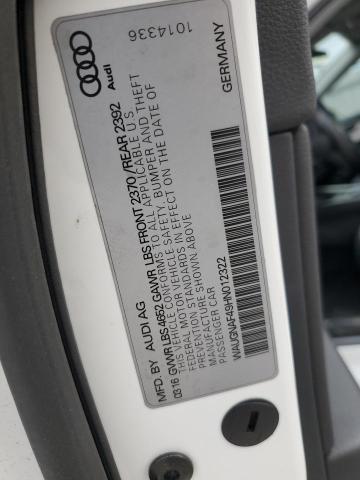 MFD. BY AUDI AG
03/16 GVWR LBS 4652 GAWR LBS FRONT 2370/REAR 2392
THIS VEHICLE CONFORMS TO ALL APPLICABLE U.S.
MOTOR VEHICLE SAFETY, BUMPER AND THEFT
PREVENTION STANDARDS IN EFFECT ON THE DATE OF
MANUFACTURE SHOWN ABOVE
PASSENGER CAR
WAUGNAF49HN012322
GERMANY
Audi
1014336